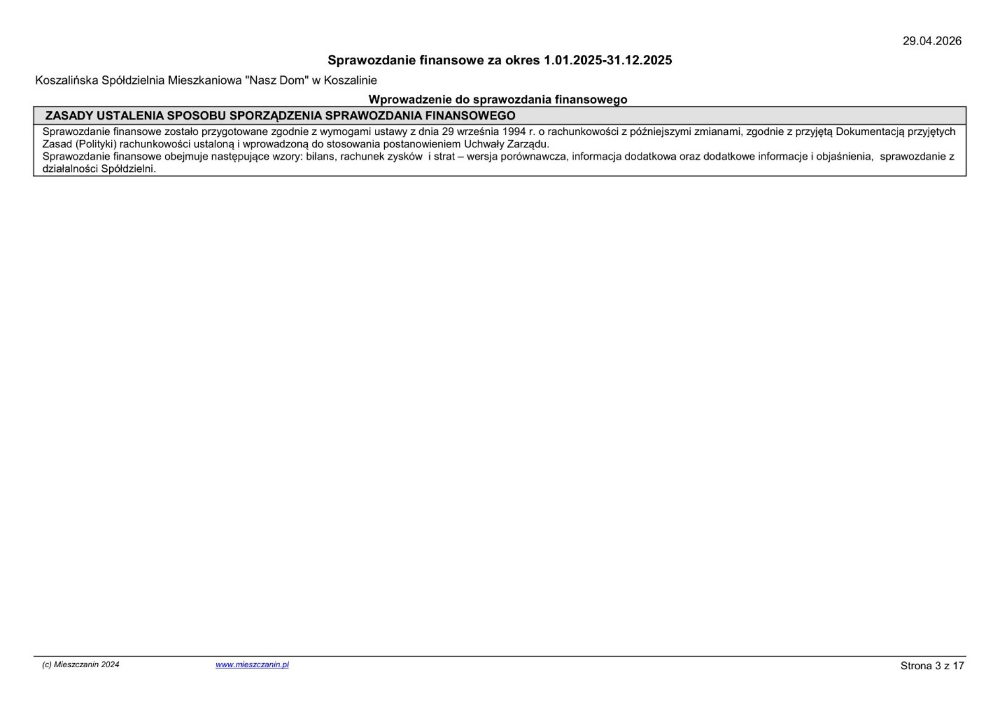 29.04.2026
Sprawozdanie finansowe za okres 1.01.2025-31.12.2025
Koszalińska Spółdzielnia Mieszkaniowa "Nasz Dom" w Koszalinie
Wprowadzenie do sprawozdania finansowego
ZASADY USTALENIA SPOSOBU SPORZĄDZENIA SPRAWOZDANIA FINANSOWEGO
Sprawozdanie finansowe zostało przygotowane zgodnie z wymogami ustawy z dnia 29 września 1994 r. o rachunkowości z późniejszymi zmianami, zgodnie z przyjętą Dokumentacją przyjętych
Zasad (Polityki) rachunkowości ustaloną i wprowadzoną do stosowania postanowieniem Uchwały Zarządu.
Sprawozdanie finansowe obejmuje następujące wzory: bilans, rachunek zysków  i strat – wersja porównawcza, informacja dodatkowa oraz dodatkowe informacje i objaśnienia,  sprawozdanie z
działalności Spółdzielni.
(c) Mieszczanin 2024 www.mieszczanin.pl Strona 3 z 17